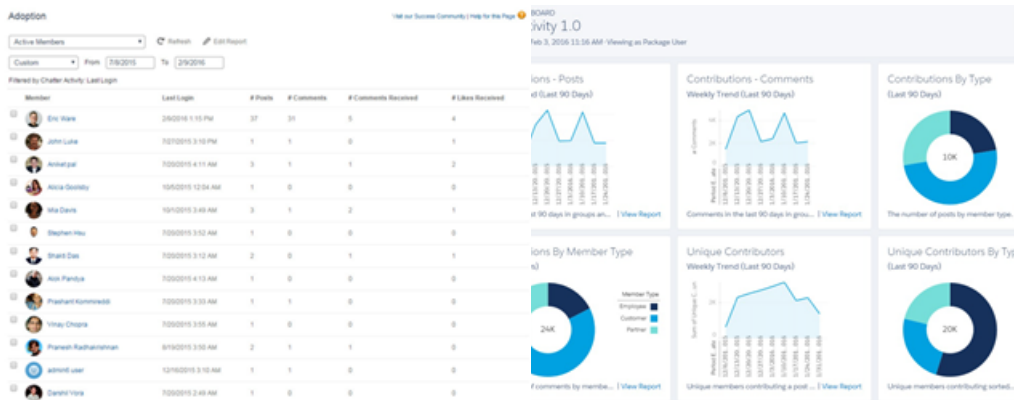 Adoption
Visit our Success Community | Help for this Page
Active Members
Refresh
Edit Report
Custom
From 7/8/2015 To 2/9/2016
Filtered by Chatter Activity: Last Login
Member Last Login # Posts # Comments # Comments Received # Likes Received
Eric Ware 2/6/2016 1:15 PM 37 31 5 4
John Luke 7/27/2015 3:10 PM 1 1 0 1
Aniket pal 7/20/2015 4:11 AM 3 1 1 2
Alicia Goolsby 10/5/2015 12:04 AM 1 0 0 0
Mia Davis 10/1/2015 3:49 AM 3 1 2 1
Stephen Hsu 7/20/2015 3:52 AM 1 0 0 0
Shakti Das 7/20/2015 3:12 AM 2 0 1 1
Alok Pandya 7/20/2015 4:13 AM 1 0 0 0
Prashant Kommireddi 7/20/2015 3:33 AM 1 1 0 0
Vinay Chopra 7/20/2015 3:55 AM 1 0 0 0
Pranesh Radhakrishnan 8/19/2015 3:50 AM 2 1 1 0
admin6 user 12/16/2015 3:10 AM 1 1 0 0
Darshil Vora 7/20/2015 2:49 AM 1 0 0 0
BOARD
ivity 1.0
Feb 3, 2016 11:16 AM· Viewing as Package User
ions - Posts
d (Last 90 Days)
st 90 days in groups an... | View Report
Contributions - Comments
Weekly Trend (Last 90 Days)
# Comments
Comments in the last 90 days in grou... | View Report
Contributions By Type
(Last 90 Days)
10K
The number of posts by member type.
ions By Member Type
s)
24K
Member Type
Employee
Customer
Partner
f comments by membe... | View Report
Unique Contributors
Weekly Trend (Last 90 Days)
Sum of Unique C...
Unique members contributing a post ... | View Report
Unique Contributors By Typ
(Last 90 Days)
20K
Unique members contributing sorted...